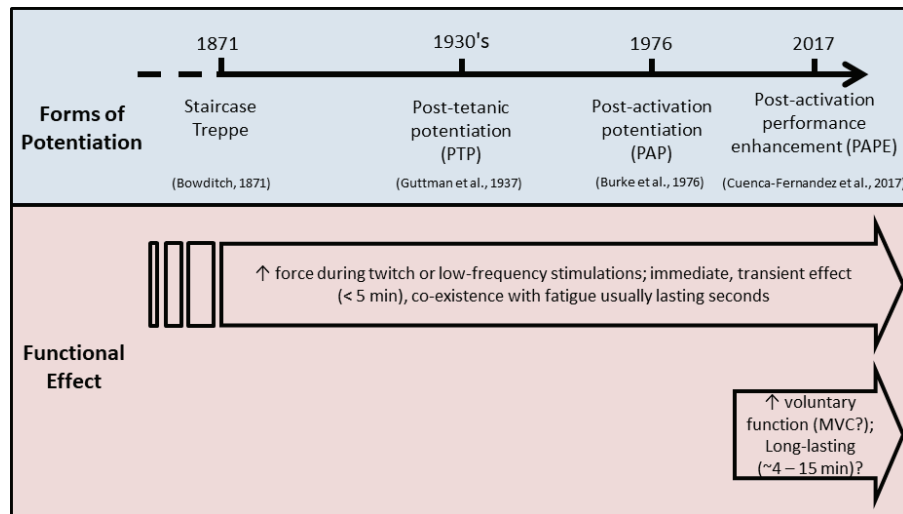 1871
1930's
1976
2017
Forms of
Potentiation
Staircase
Treppe
(Bowditch, 1871)
Post-tetanic
potentiation
(PTP)
(Guttman et al., 1937)
Post-activation
potentiation
(PAP)
(Burke et al., 1976)
Post-activation
performance
enhancement (PAPE)
(Cuenca-Fernandez et al., 2017)
Functional
Effect
↑ force during twitch or low-frequency stimulations; immediate, transient effect
(< 5 min), co-existence with fatigue usually lasting seconds
↑ voluntary
function (MVC?);
Long-lasting
(~4 – 15 min)?